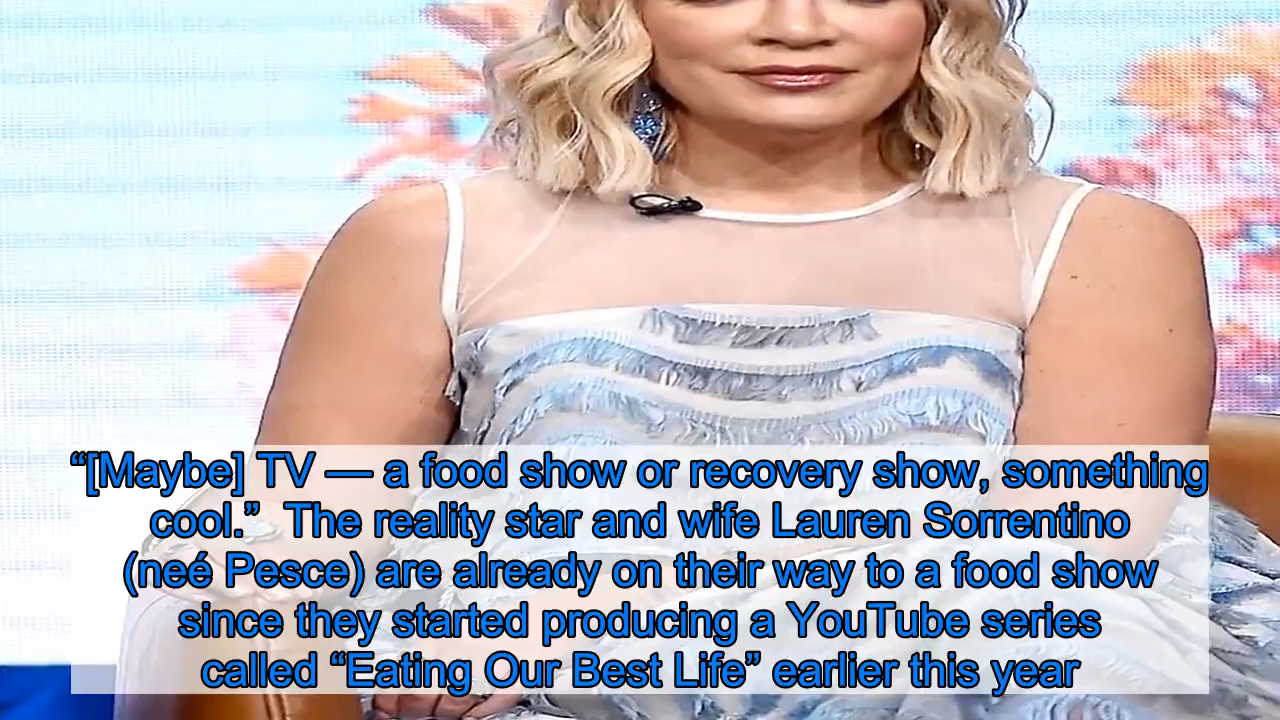 “[Maybe] TV — a food show or recovery show, something
cool.”  The reality star and wife Lauren Sorrentino
(neé Pesce) are already on their way to a food show
since they started producing a YouTube series
called “Eating Our Best Life” earlier this year